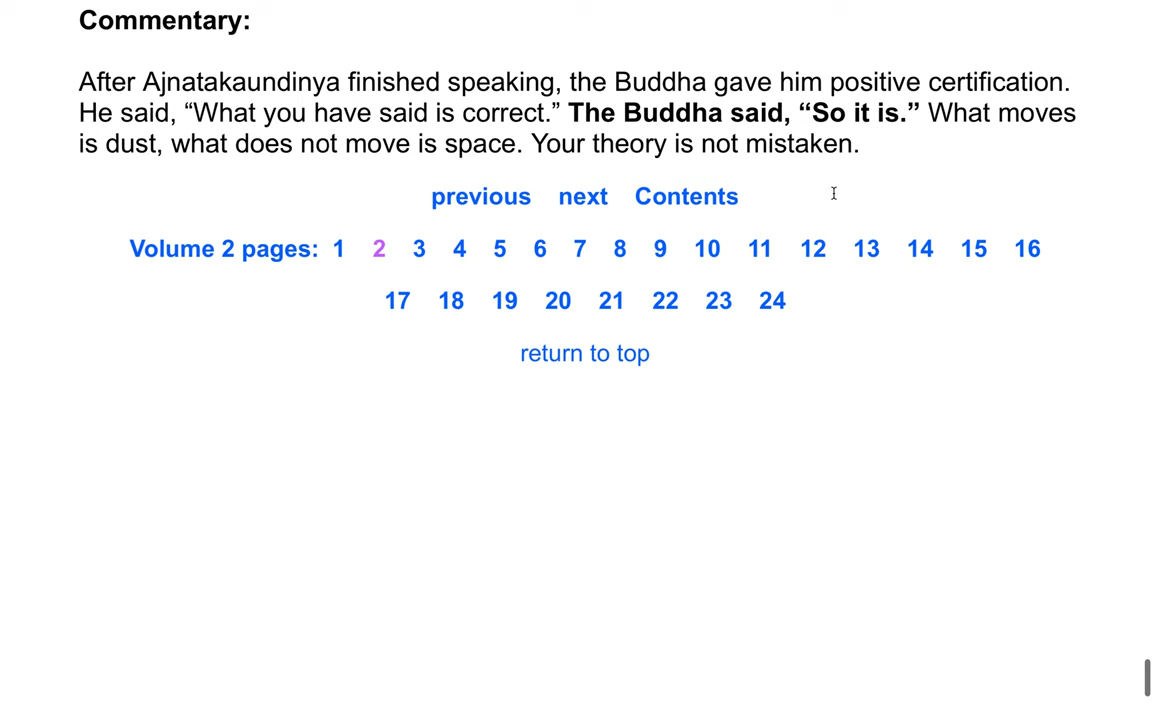 Commentary:
After Ajnatakaundinya finished speaking, the Buddha gave him positive certification.
He said, “What you have said is correct.” The Buddha said, “So it is.” What moves
is dust, what does not move is space. Your theory is not mistaken.
previous next Contents
Volume 2 pages: 1 2 3 4 5 6 7 8 9 10 11 12 13 14 15 16
17 18 19 20 21 22 23 24
return to top